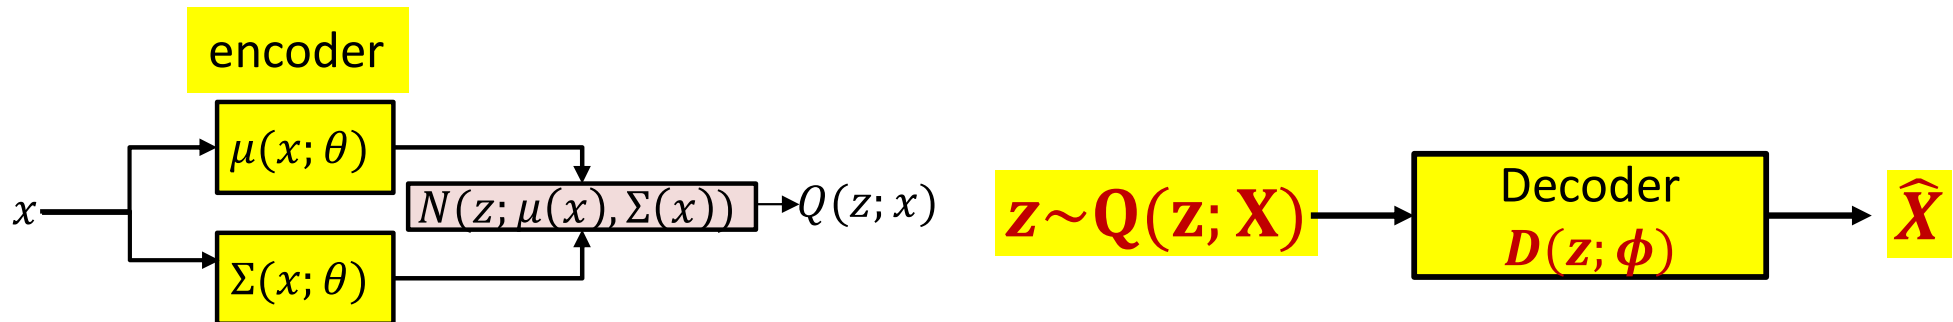 encoder
𝑥
𝜇(𝑥; 𝜃)
Σ(𝑥; 𝜃)
𝑁(𝑧; 𝜇(𝑥), Σ(𝑥))
𝑄(𝑧; 𝑥)
𝒛~𝐐(𝐳; 𝐗)
Decoder
𝑫(𝒛; 𝝓)
𝑿̂